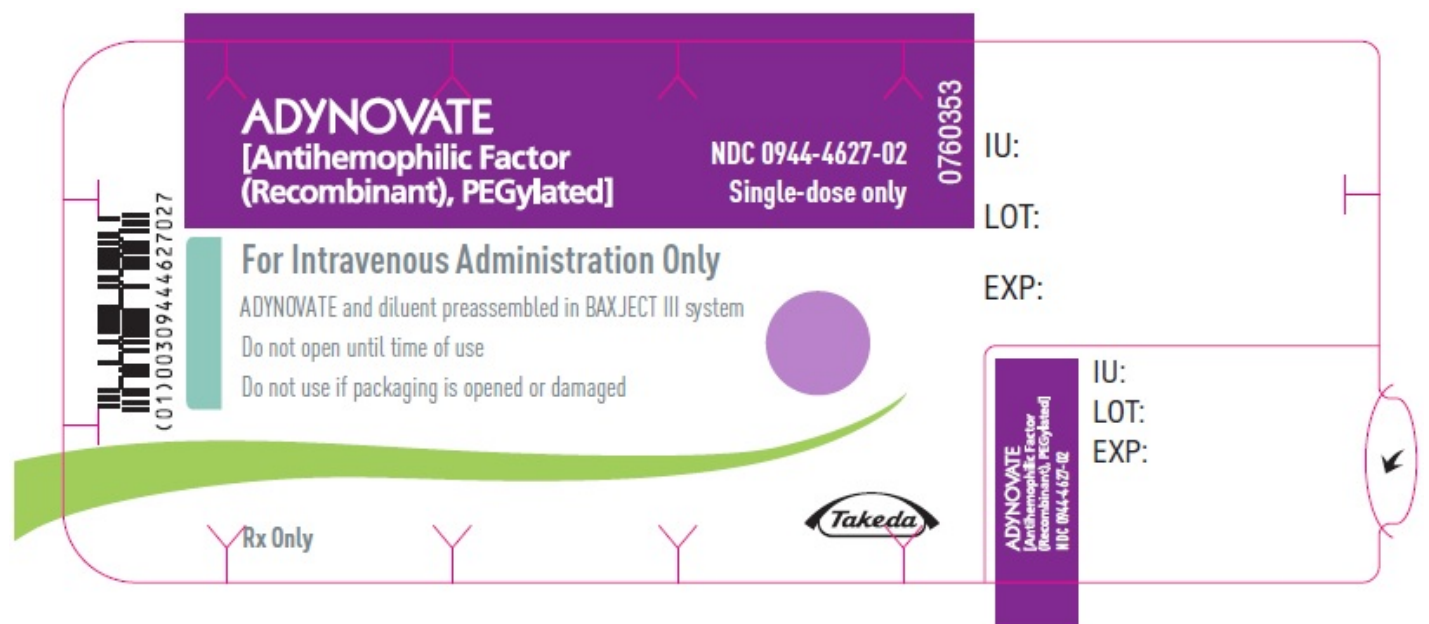 ADYNOVATE
[Antihemophilic Factor
(Recombinant), PEGylated]
NDC 0944-4627-02
Single-dose only
0760353
(01)00309444627027
For Intravenous Administration Only
ADYNOVATE and diluent preassembled in BAXJECT III system
Do not open until time of use
Do not use if packaging is opened or damaged
Rx Only
Takeda
IU:
LOT:
EXP:
ADYNOVATE
[Antihemophilic Factor
(Recombinant), PEGylated]
NDC 0944-4627-02
IU:
LOT:
EXP: